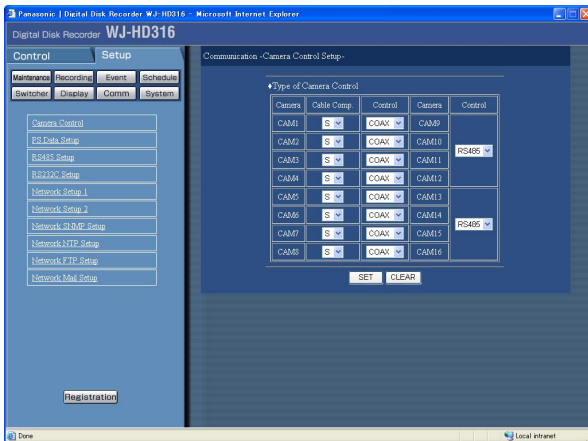 Panasonic | Digital Disk Recorder WJ-HD316 - Microsoft Internet Explorer
Digital Disk Recorder WJ-HD316
Control Setup
Maintenance Recording Event Schedule
Switcher Display Comm System
Camera Control
PS Data Setup
RS485 Setup
RS232C Setup
Network Setup 1
Network Setup 2
Network SNMP Setup
Network NTP Setup
Network FTP Setup
Network Mail Setup
Registration
Communication -Camera Control Setup-
♦Type of Camera Control
Camera Cable Comp. Control Camera Control
CAM1 S COAX CAM9
CAM2 S COAX CAM10
RS485
CAM3 S COAX CAM11
CAM4 S COAX CAM12
CAM5 S COAX CAM13
CAM6 S COAX CAM14
RS485
CAM7 S COAX CAM15
CAM8 S COAX CAM16
SET CLEAR
Done Local intranet